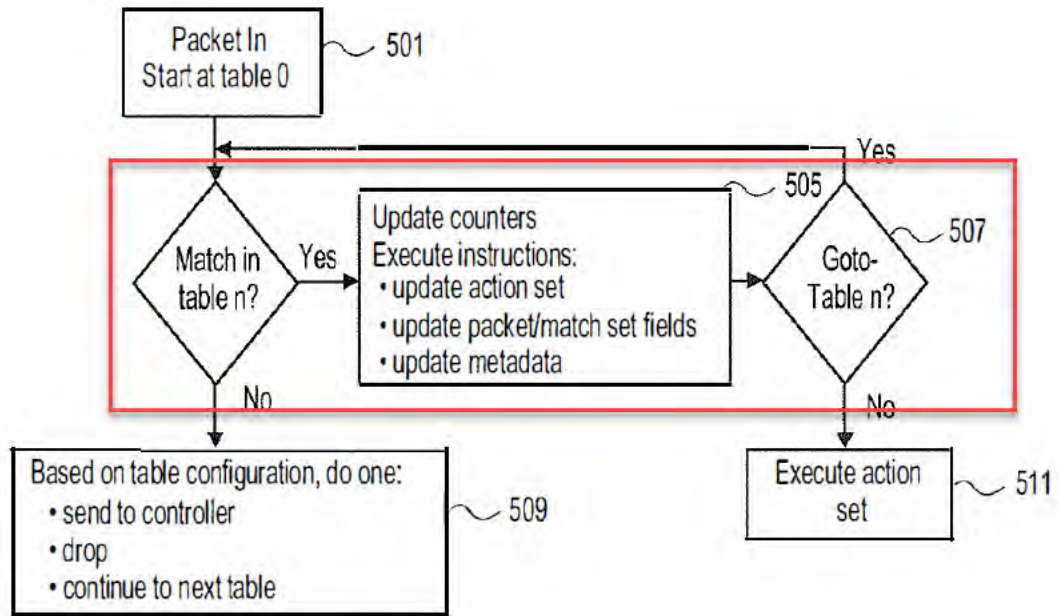 Packet In
Start at table 0
501
Yes
505
Match in
table n?
Yes
Update counters
Execute instructions:
• update action set
• update packet/match set fields
• update metadata
507
Goto-
Table n?
No
No
Based on table configuration, do one:
• send to controller
• drop
• continue to next table
509
Execute action
set
511